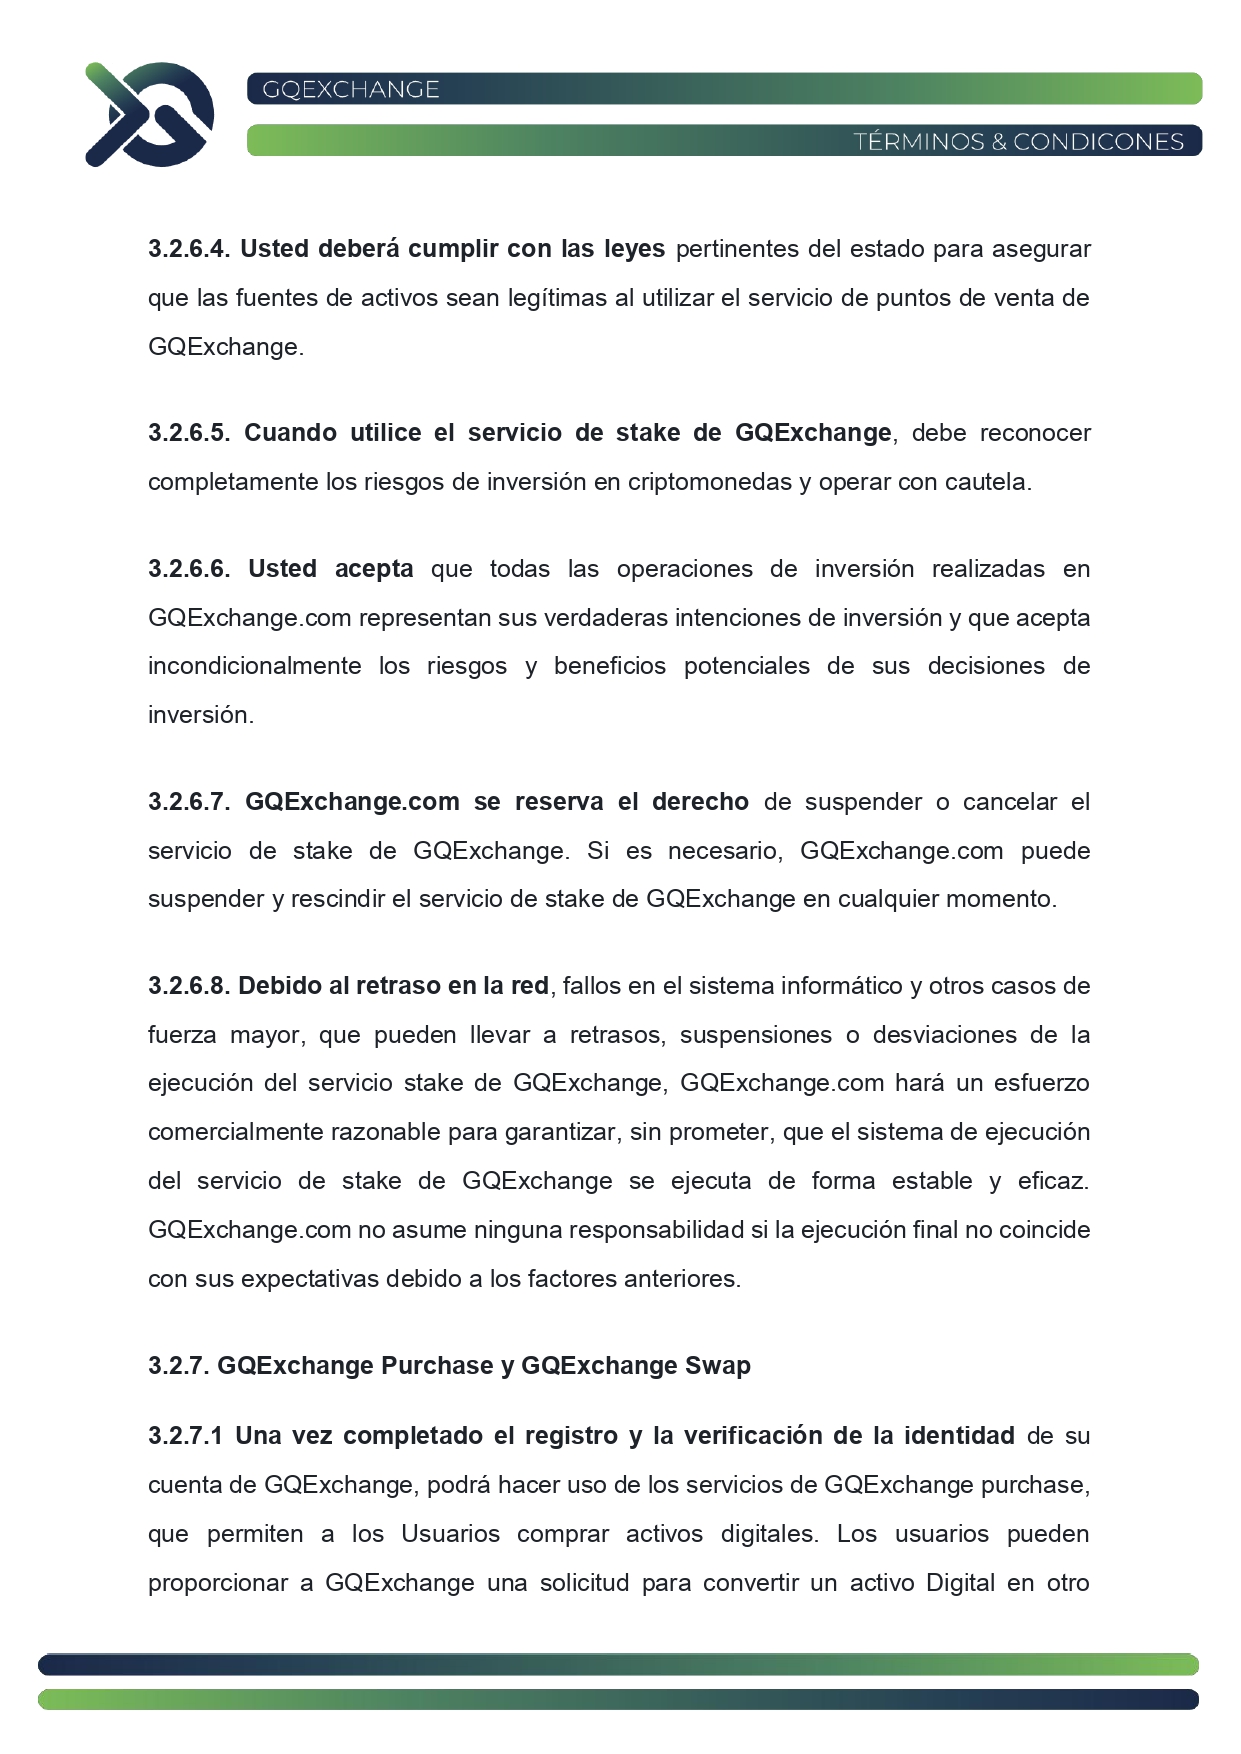 GQEXCHANGE
TÉRMINOS & CONDICONES
3.2.6.4. Usted deberá cumplir con las leyes pertinentes del estado para asegurar
que las fuentes de activos sean legítimas al utilizar el servicio de puntos de venta de
GQExchange.
3.2.6.5. Cuando utilice el servicio de stake de GQExchange, debe reconocer
completamente los riesgos de inversión en criptomonedas y operar con cautela.
3.2.6.6. Usted acepta que todas las operaciones de inversión realizadas en
GQExchange.com representan sus verdaderas intenciones de inversión y que acepta
incondicionalmente los riesgos y beneficios potenciales de sus decisiones de
inversión.
3.2.6.7. GQExchange.com se reserva el derecho de suspender o cancelar el
servicio de stake de GQExchange. Si es necesario, GQExchange.com puede
suspender y rescindir el servicio de stake de GQExchange en cualquier momento.
3.2.6.8. Debido al retraso en la red, fallos en el sistema informático y otros casos de
fuerza mayor, que pueden llevar a retrasos, suspensiones o desviaciones de la
ejecución del servicio stake de GQExchange, GQExchange.com hará un esfuerzo
comercialmente razonable para garantizar, sin prometer, que el sistema de ejecución
del servicio de stake de GQExchange se ejecuta de forma estable y eficaz.
GQExchange.com no asume ninguna responsabilidad si la ejecución final no coincide
con sus expectativas debido a los factores anteriores.
3.2.7. GQExchange Purchase y GQExchange Swap
3.2.7.1 Una vez completado el registro y la verificación de la identidad de su
cuenta de GQExchange, podrá hacer uso de los servicios de GQExchange purchase,
que permiten a los Usuarios comprar activos digitales. Los usuarios pueden
proporcionar a GQExchange una solicitud para convertir un activo Digital en otro